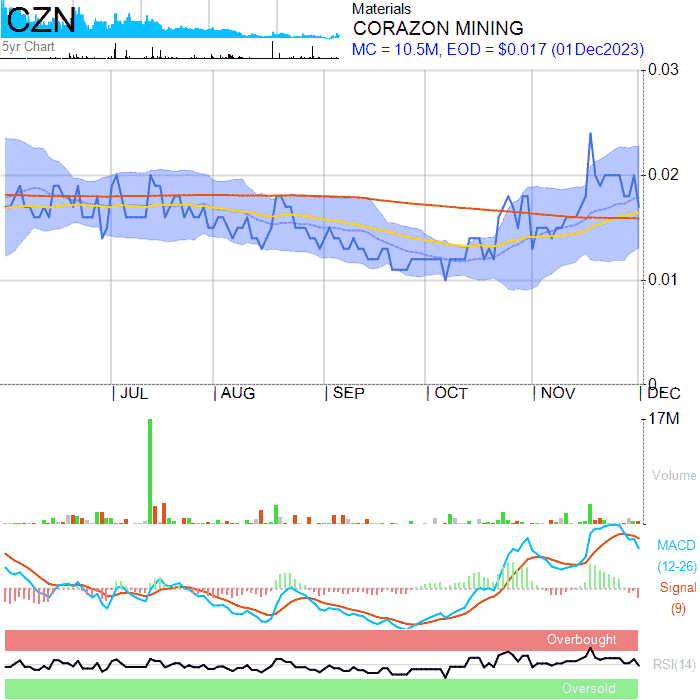 CZN
5yr Chart
Materials
CORAZON MINING
MC = 10.5M, EOD = $0.017 (01Dec2023)
0.03
0.02
0.01
0
JUL AUG SEP OCT NOV DEC
17M
Volume
MACD
(12-26)
Signal
(9)
Overbought
RSI(14)
Oversold